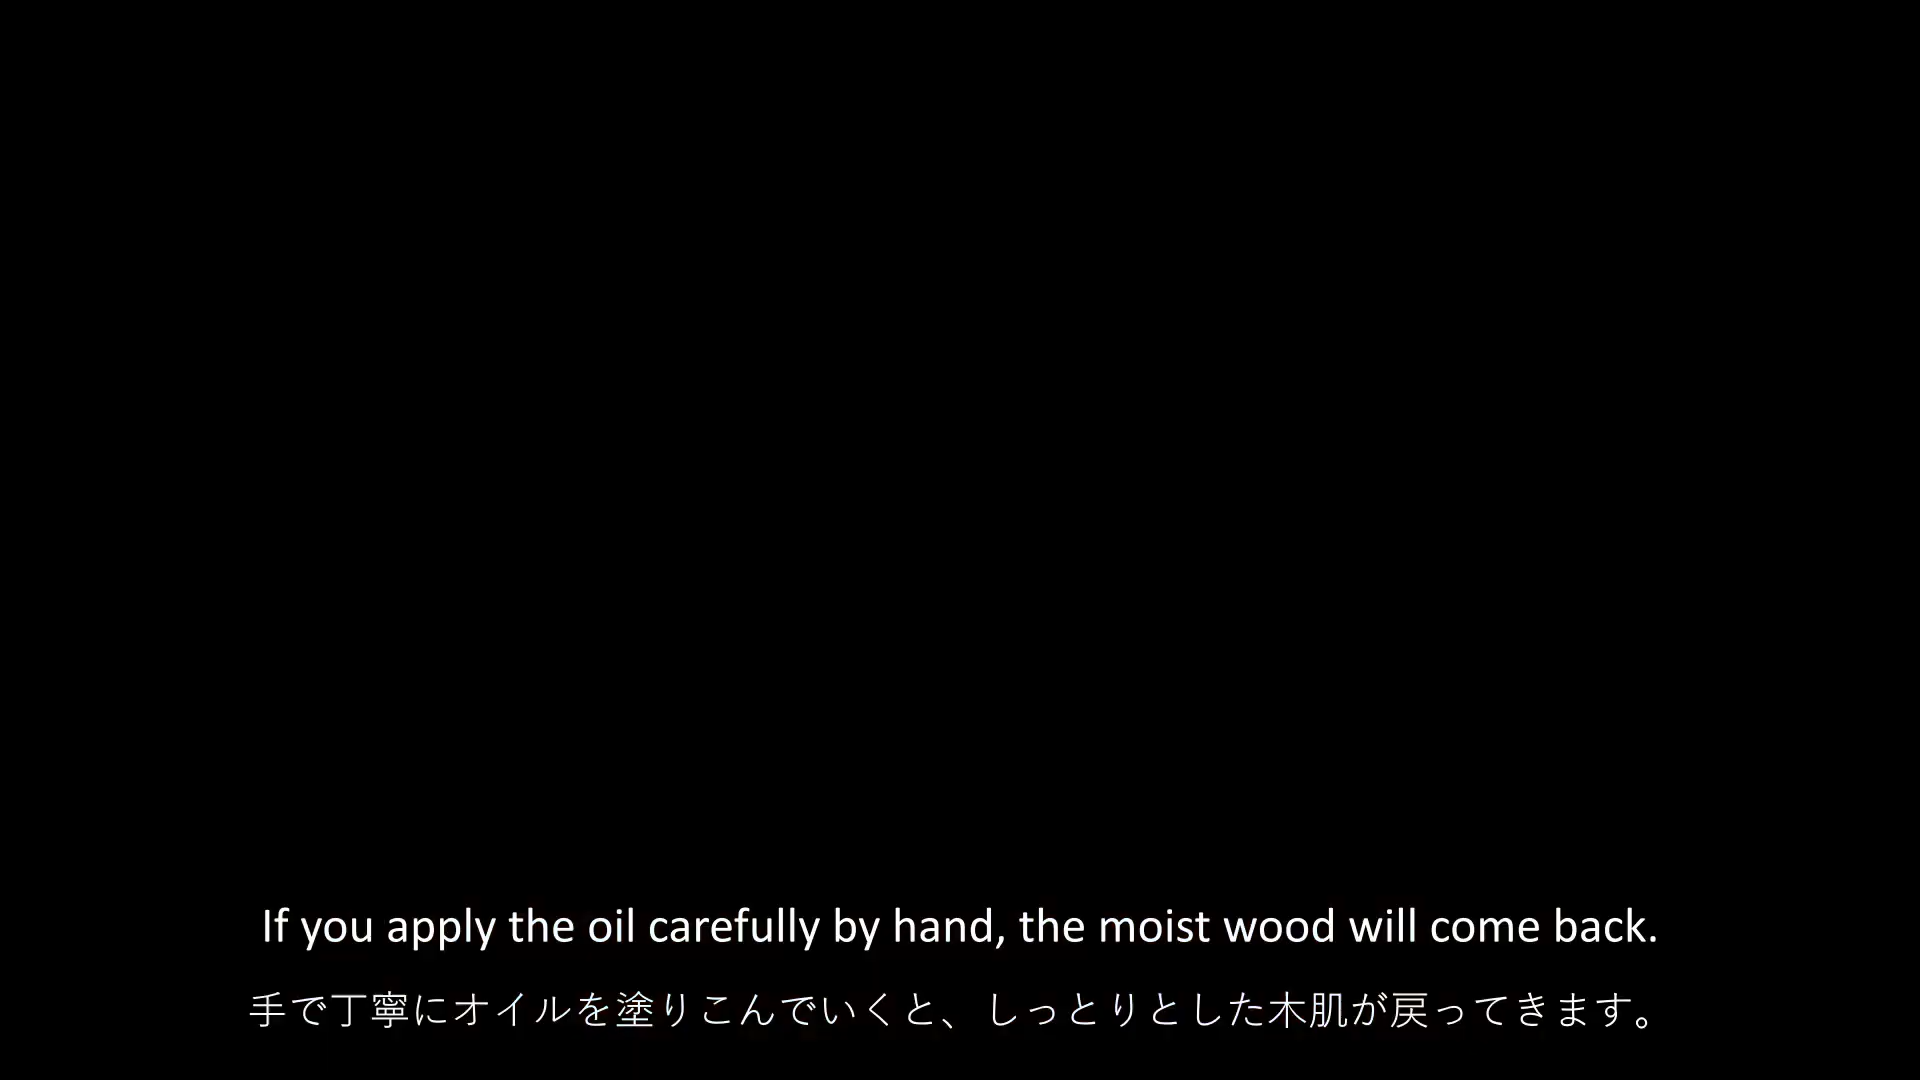 If you apply the oil carefully by hand, the moist wood will come back.
手で丁寧にオイルを塗りこんでいくと、しっとりとした木肌が戻ってきます。